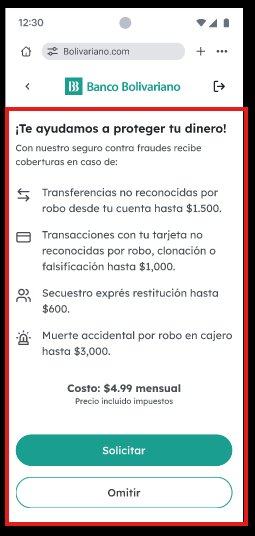 12:30
Bolivariano.com
Banco Bolivariano
¡Te ayudamos a proteger tu dinero!
Con nuestro seguro contra fraudes recibe
coberturas en caso de:
Transferencias no reconocidas por
robo desde tu cuenta hasta $1.500.
Transacciones con tu tarjeta no
reconocidas por robo, clonación o
falsificación hasta $1,000.
Secuestro exprés restitución hasta
$600.
Muerte accidental por robo en cajero
hasta $3,000.
Costo: $4.99 mensual
Precio incluido impuestos
Solicitar
Omitir